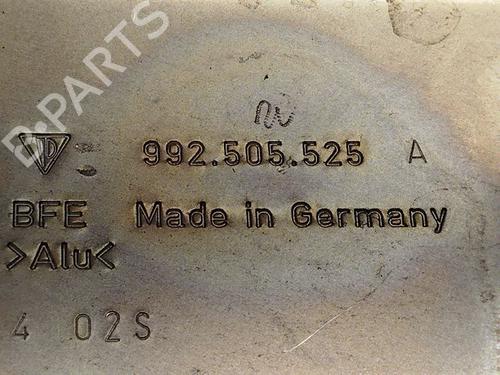 B-PARTS
992.505.525 A
BFE Made in Germany
>Alu<
4 02S